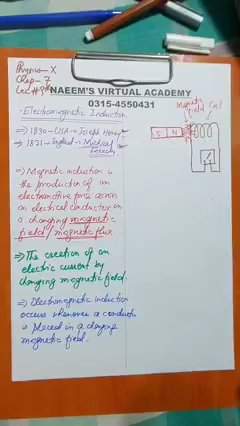 Physics - X
Chap - 7
Lec # 9
NAEEM'S VIRTUAL ACADEMY
0315-4550431
Electromagnetic Induction
⇒ 1830 - USA - Joseph Henry
⇒ 1831 - England - Michael
⇒ Magnetic induction is
the production of an
electromotive force across
an electrical conductor in
a changing magnetic
field / magnetic flux
⇒ The creation of an
electric current by
changing magnetic field.
⇒ Electromagnetic induction
occurs whenever a conductor
is placed in a changing
magnetic field.
magnetic
field
Coil
S N